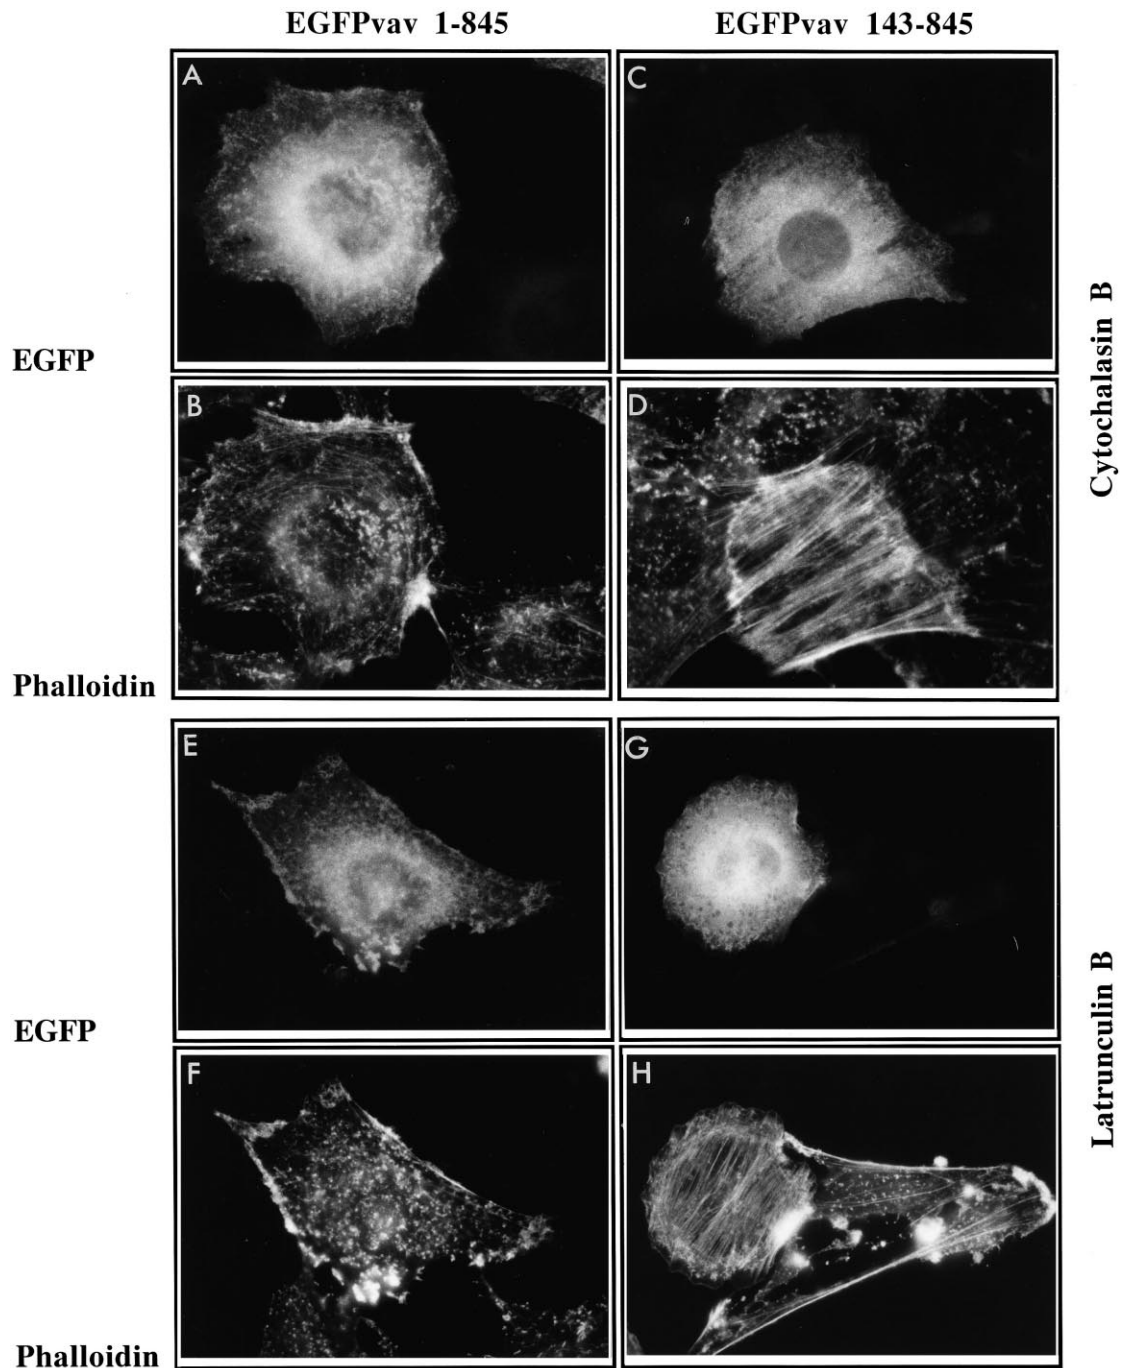 EGFPvav 1-845
EGFPvav 143-845
A
C
EGFP
Cytochalasin B
B
D
Phalloidin
E
G
EGFP
Latrunculin B
F
H
Phalloidin